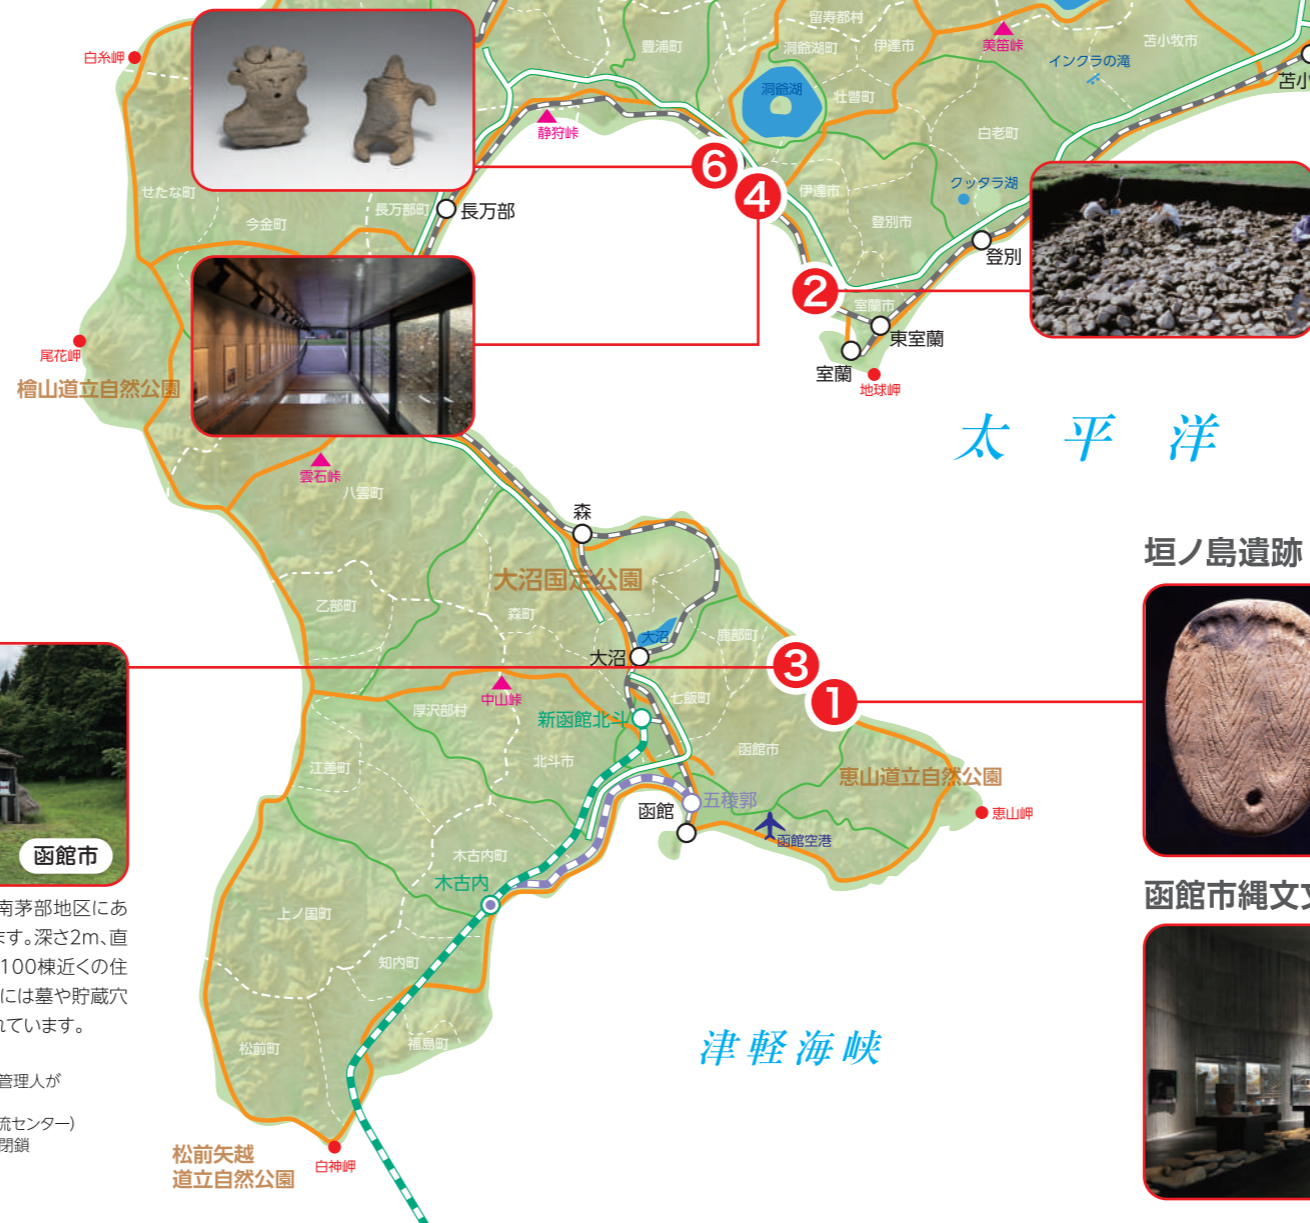 留寿都村
豊浦町
洞爺湖町
伊達市
美笛峠
苫小牧市
白糸岬
インクラの滝
苫小
洞爺湖
壮瞥町
静狩峠
白老町
6
4
クッタラ湖
せたな町
伊達市
長万部町
長万部
今金町
登別市
登別
2
室蘭市
東室蘭
室蘭
地球岬
尾花岬
檜山道立自然公園
太平洋
雲石峠
八雲町
森
垣ノ島遺跡
大沼国定公園
乙部町
森町
鹿部町
大沼
大沼
3
中山峠
七飯町
1
厚沢部村
新函館北斗
函館市
北斗市
江差町
恵山道立自然公園
五稜郭
函館
恵山岬
函館空港
函館市
木古内町
木古内
函館市縄文文
南茅部地区にあ
ます。深さ2m、直
100棟近くの住
には墓や貯蔵穴
れています。
上ノ国町
知内町
松前町
福島町
津軽海峡
管理人が
流センター)
閉鎖
松前矢越
道立自然公園
白神岬